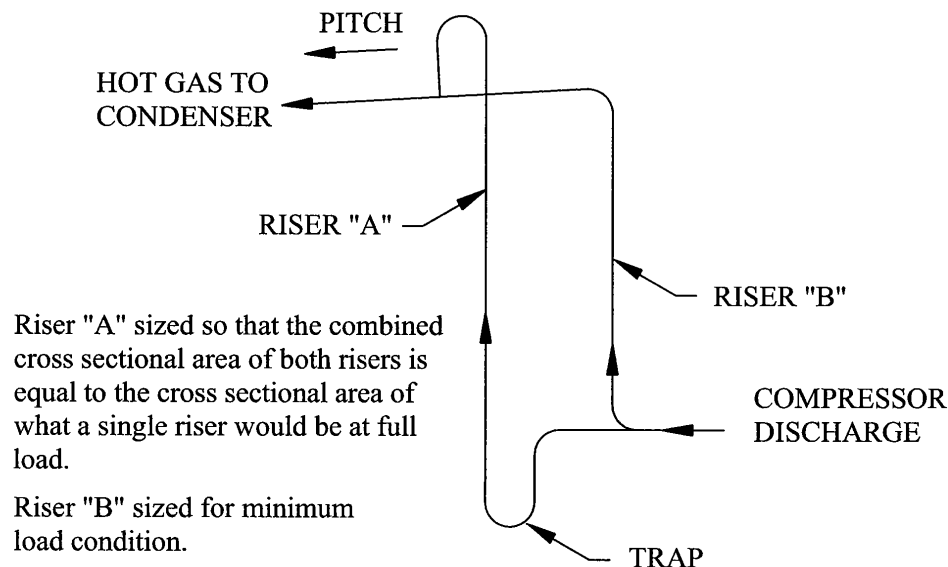 PITCH
HOT GAS TO
CONDENSER
RISER "A"
RISER "B"
Riser "A" sized so that the combined
cross sectional area of both risers is
equal to the cross sectional area of
what a single riser would be at full
load.
COMPRESSOR
DISCHARGE
Riser "B" sized for minimum
load condition.
TRAP